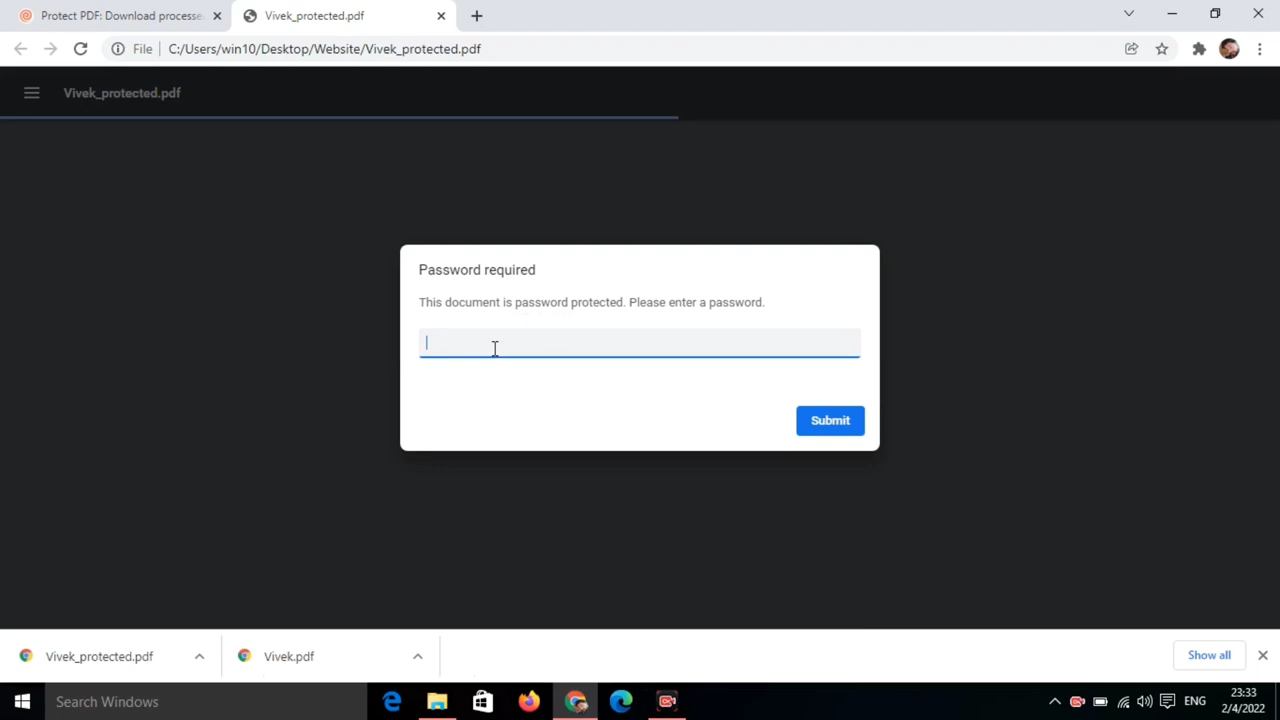 Protect PDF: Download processe
Vivek_protected.pdf
File
C:/Users/win10/Desktop/Website/Vivek_protected.pdf
Vivek_protected.pdf
Password required
This document is password protected. Please enter a password.
Submit
Vivek_protected.pdf
Vivek.pdf
Show all
Search Windows
ENG
23:33
2/4/2022